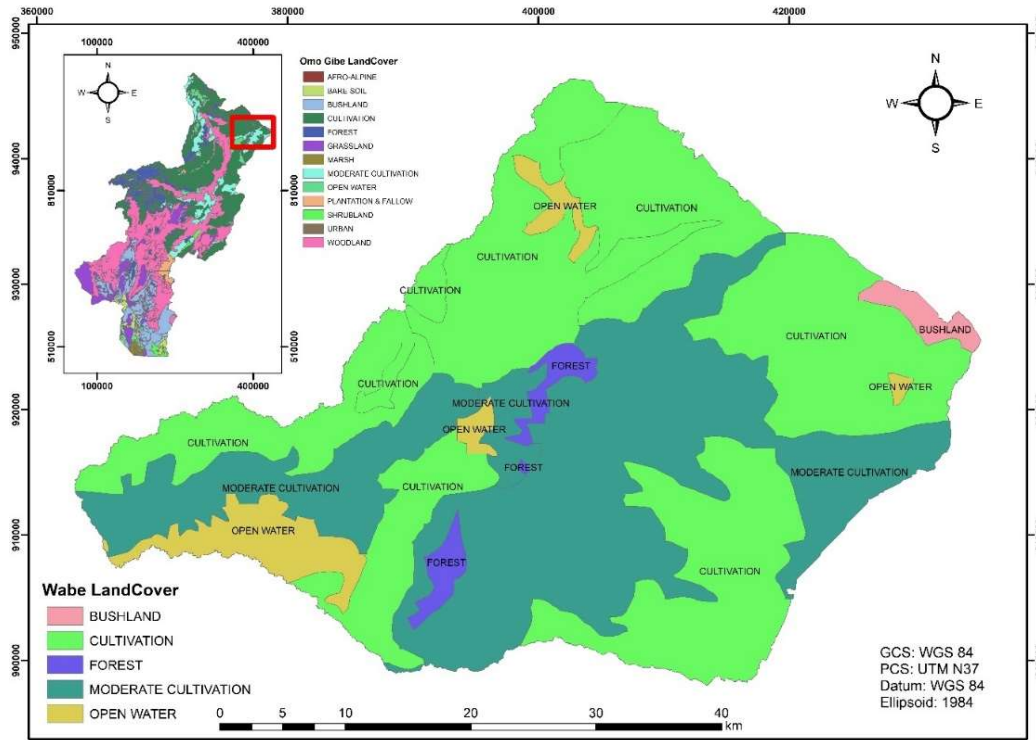 360000 380000 400000 420000
950000
940000
930000
920000
910000
900000
100000 400000
810000 810000
510000 510000
100000 400000
N
W E
S
Omo Gibe LandCover
AFRO-ALPINE
BARE SOIL
BUSHLAND
CULTIVATION
FOREST
GRASSLAND
MARSH
MODERATE CULTIVATION
OPEN WATER
PLANTATION & FALLOW
SHRUBLAND
URBAN
WOODLAND
N
W E
S
OPEN WATER
CULTIVATION
CULTIVATION
CULTIVATION
BUSHLAND
CULTIVATION
FOREST
CULTIVATION
OPEN WATER
MODERATE CULTIVATION
OPEN WATER
CULTIVATION
FOREST
MODERATE CULTIVATION
CULTIVATION
MODERATE CULTIVATION
OPEN WATER
FOREST
CULTIVATION
Wabe LandCover
BUSHLAND
CULTIVATION
FOREST
MODERATE CULTIVATION
OPEN WATER
GCS: WGS 84
PCS: UTM N37
Datum: WGS 84
Ellipsoid: 1984
0 5 10 20 30 40
km